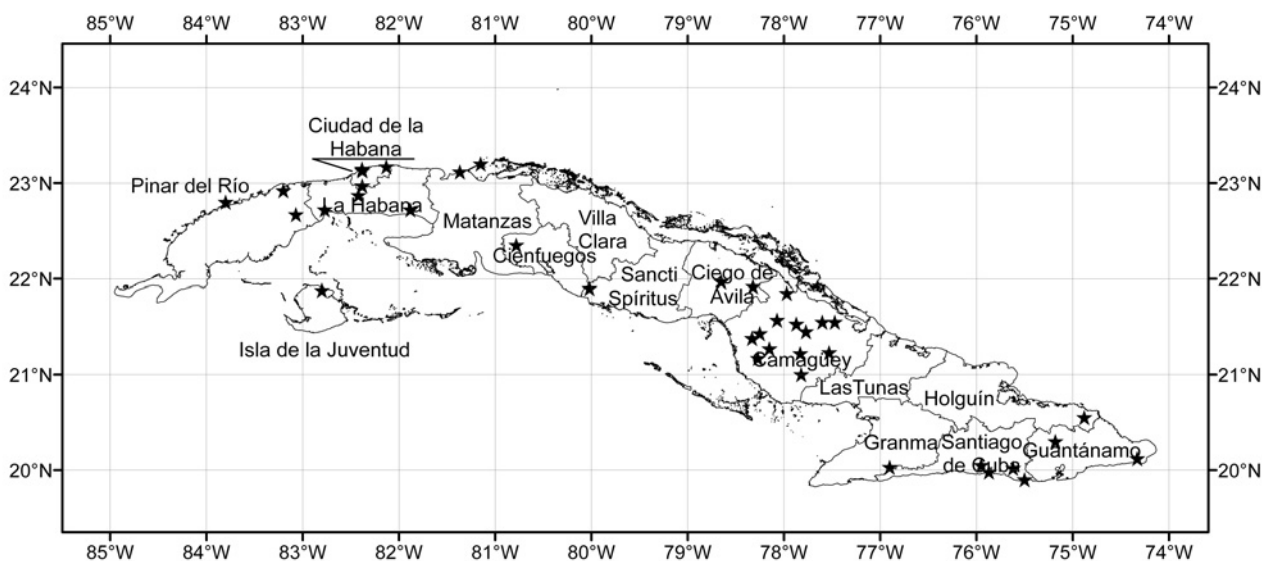 85°W 84°W 83°W 82°W 81°W 80°W 79°W 78°W 77°W 76°W 75°W 74°W
24°N 24°N
Ciudad de la
Habana
23°N 23°N
Pinar del Río
La Habana
Matanzas
Villa
Clara
Cienfuegos
22°N 22°N
Sancti
Spíritus
Ciego de
Ávila
Isla de la Juventud
21°N 21°N
Camagüey
LasTunas
Holguín
Granma
Santiago
de Cuba
Guantánamo
20°N 20°N
85°W 84°W 83°W 82°W 81°W 80°W 79°W 78°W 77°W 76°W 75°W 74°W